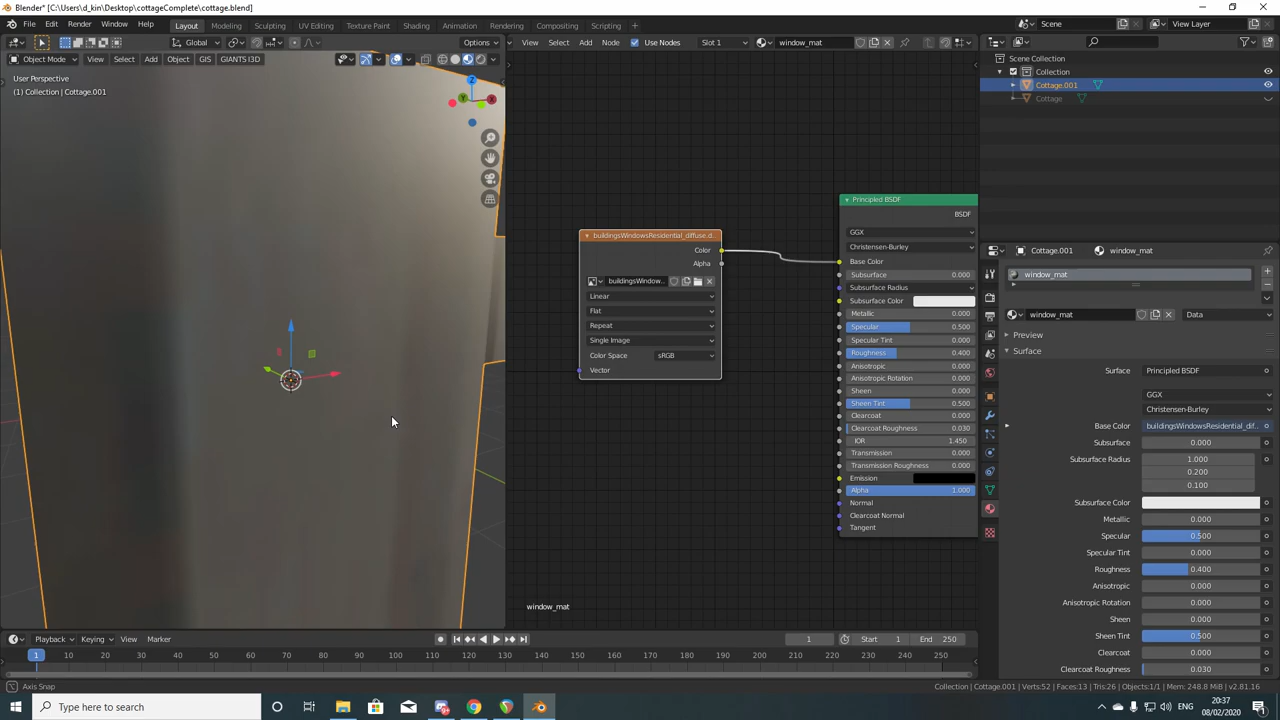 Blender* [C:\Users\d_kin\Desktop\cottageComplete\cottage.blend]
File Edit Render Window Help Layout Modeling Sculpting UV Editing Texture Paint Shading Animation Rendering Compositing Scripting Scene View Layer
Global Options View Select Add Node Use Nodes Slot 1 window_mat
Object Mode View Select Add Object GIS GIANTS I3D
User Perspective
(1) Collection | Cottage.001
Z
Y
X
Scene Collection
Collection
Cottage.001
Cottage
buildingsWindowsResidential_diffuse.d...
Color
Alpha
buildingsWindow...
Linear
Flat
Repeat
Single Image
Color Space sRGB
Vector
Principled BSDF
BSDF
GGX
Christensen-Burley
Base Color
Subsurface 0.000
Subsurface Radius
Subsurface Color
Metallic 0.000
Specular 0.500
Specular Tint 0.000
Roughness 0.400
Anisotropic 0.000
Anisotropic Rotation 0.000
Sheen 0.000
Sheen Tint 0.500
Clearcoat 0.000
Clearcoat Roughness 0.030
IOR 1.450
Transmission 0.000
Transmission Roughness 0.000
Emission
Alpha 1.000
Normal
Clearcoat Normal
Tangent
window_mat
Cottage.001 window_mat
window_mat
window_mat Data
Preview
Surface
Surface Principled BSDF
GGX
Christensen-Burley
Base Color buildingsWindowsResidential_dif...
Subsurface 0.000
Subsurface Radius 1.000
0.200
0.100
Subsurface Color
Metallic 0.000
Specular 0.500
Specular Tint 0.000
Roughness 0.400
Anisotropic 0.000
Anisotropic Rotation 0.000
Sheen 0.000
Sheen Tint 0.500
Clearcoat 0.000
Clearcoat Roughness 0.030
Playback Keying View Marker 1 Start 1 End 250
1 10 20 30 40 50 60 70 80 90 100 110 120 130 140 150 160 170 180 190 200 210 220 230 240 250
Axis Snap Collection | Cottage.001 | Verts:52 | Faces:13 | Tris:26 | Objects:1/1 | Mem: 248.8 MiB | v2.81.16
Type here to search
20:37
08/02/2020